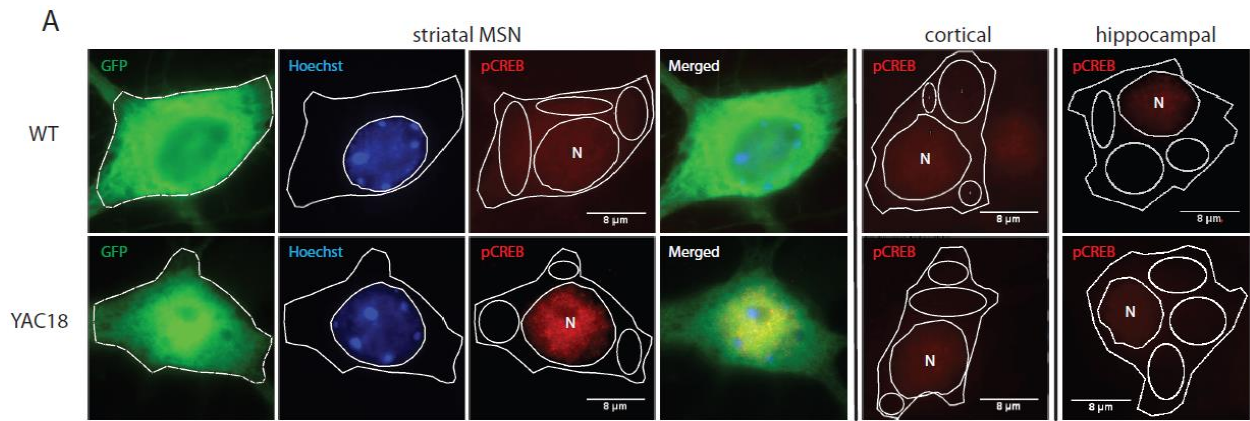 A
striatal MSN cortical hippocampal
WT
GFP Hoechst pCREB Merged pCREB pCREB
N N N
8 µm 8 µm 8 µm
YAC18
GFP Hoechst pCREB Merged pCREB pCREB
N N N
8 µm 8 µm 8 µm